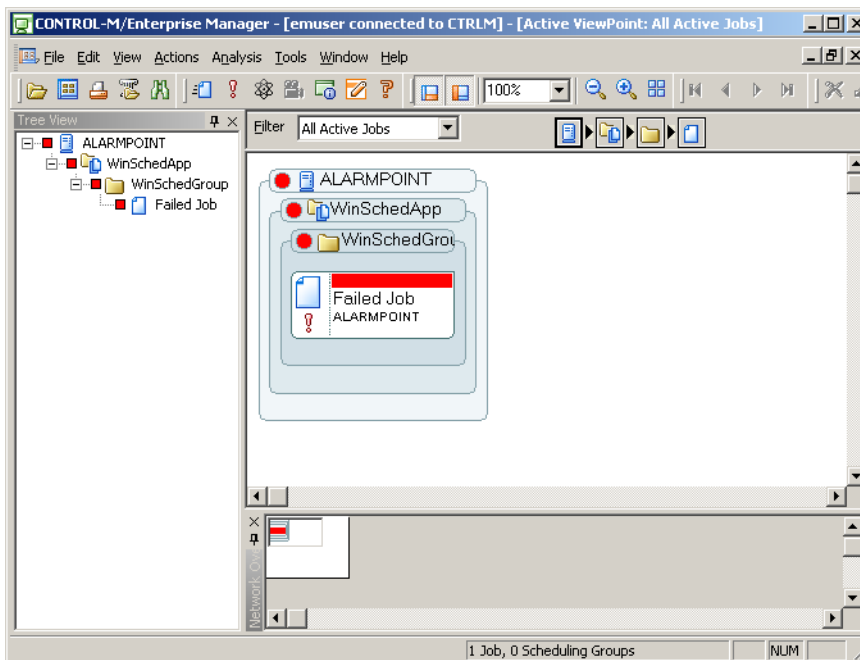 CONTROL-M/Enterprise Manager - [emuser connected to CTRLM] - [Active ViewPoint: All Active Jobs]
File Edit View Actions Analysis Tools Window Help
100%
Tree View
Filter All Active Jobs
ALARMPOINT
WinSchedApp
WinSchedGroup
Failed Job
ALARMPOINT
WinSchedApp
WinSchedGrou
Failed Job
ALARMPOINT
Network Ove
1 Job, 0 Scheduling Groups NUM